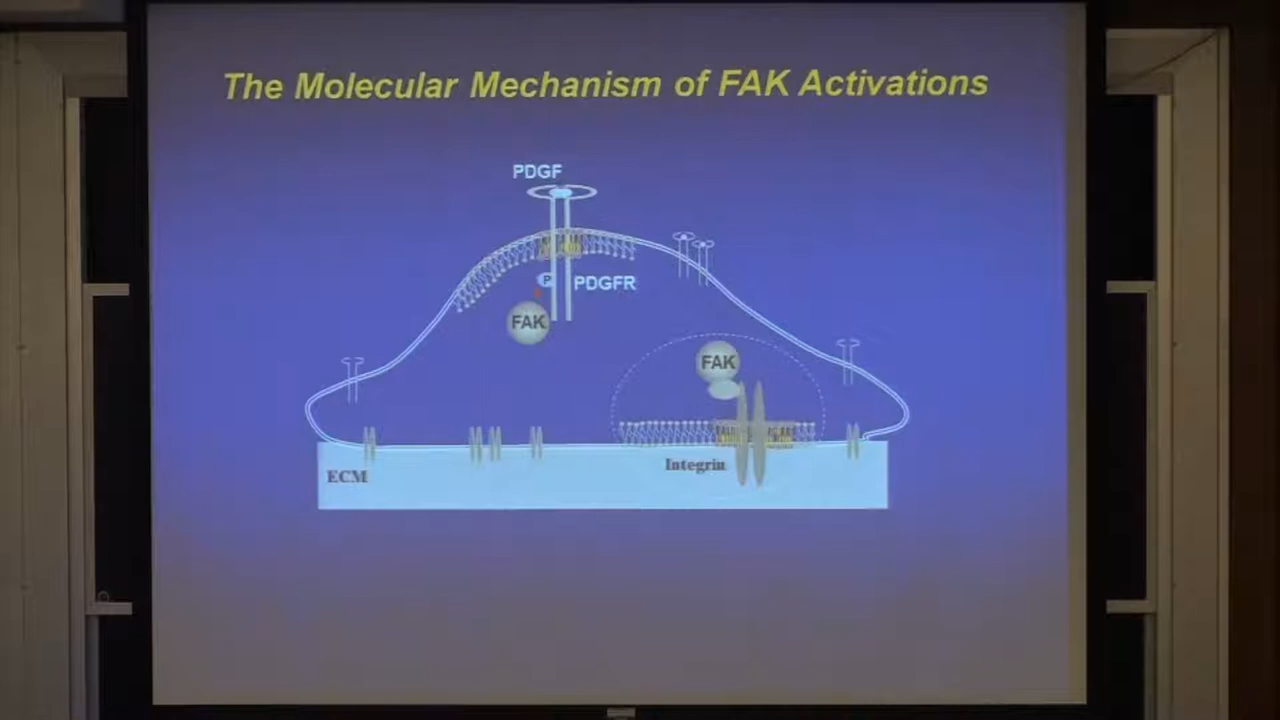 The Molecular Mechanism of FAK Activations
PDGF
P
PDGFR
FAK
FAK
Integrin
ECM